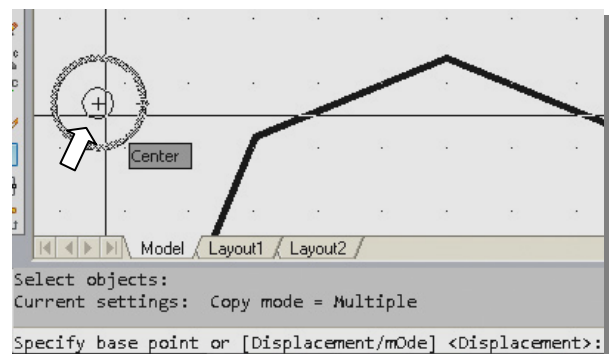 Center
Model Layout1 Layout2
Select objects:
Current settings:  Copy mode = Multiple
Specify base point or [Displacement/mOde] <Displacement>: